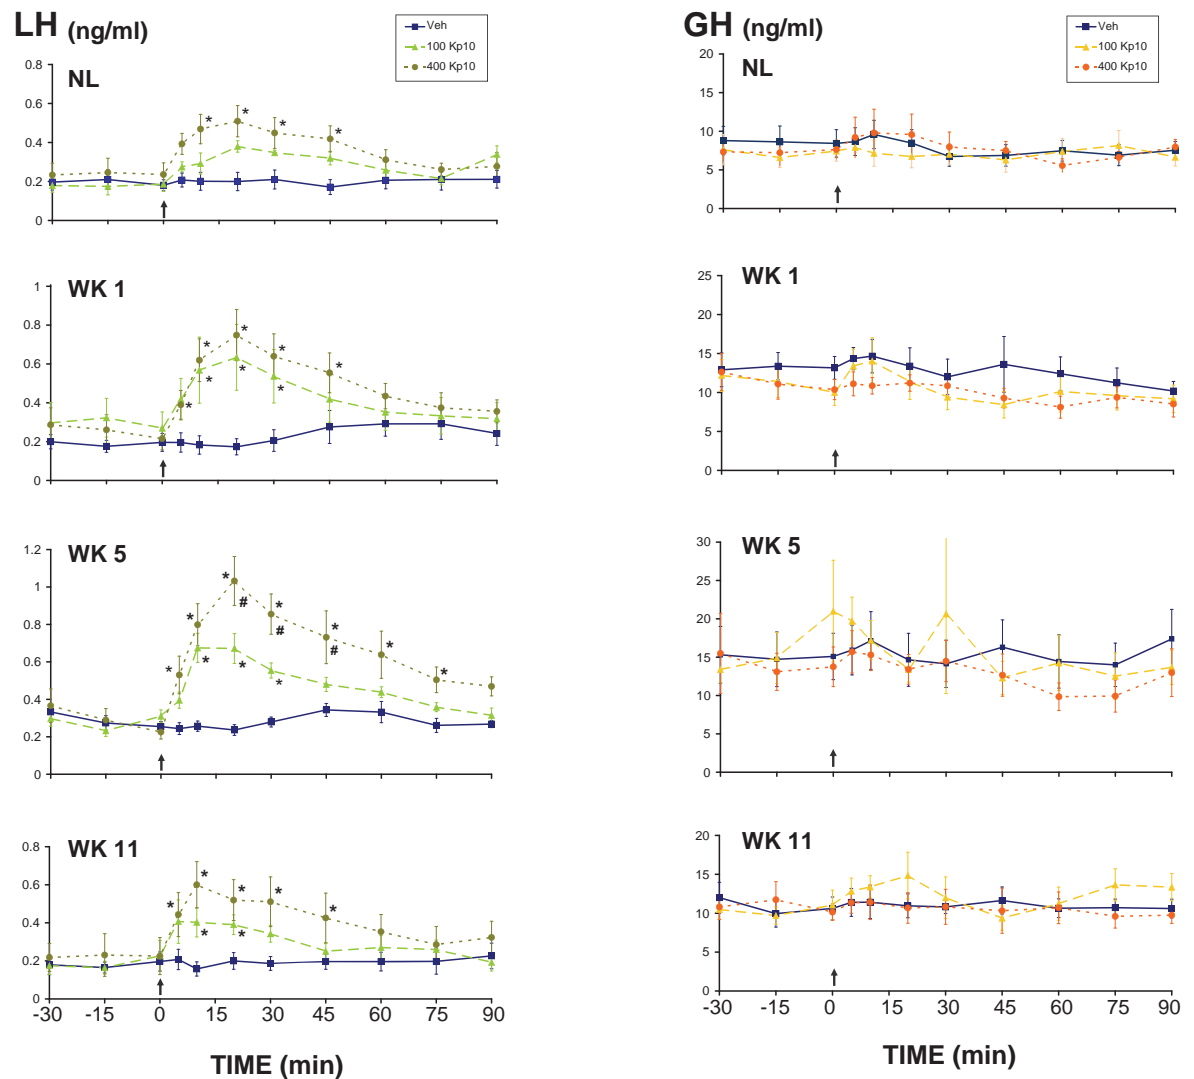 LH (ng/ml)
Veh
100 Kp10
400 Kp10
NL
0.8
0.6
0.4
0.2
0
* * * *
WK 1
1
0.8
0.6
0.4
0.2
0
* * * * *
* * *
WK 5
1.2
1
0.8
0.6
0.4
0.2
0
* * * * * * *
# # #
* * *
WK 11
0.8
0.6
0.4
0.2
0
* * * * *
* *
-30 -15 0 15 30 45 60 75 90
TIME (min)
GH (ng/ml)
Veh
100 Kp10
400 Kp10
NL
20
15
10
5
0
WK 1
25
20
15
10
5
0
WK 5
30
25
20
15
10
5
0
WK 11
20
15
10
5
0
-30 -15 0 15 30 45 60 75 90
TIME (min)